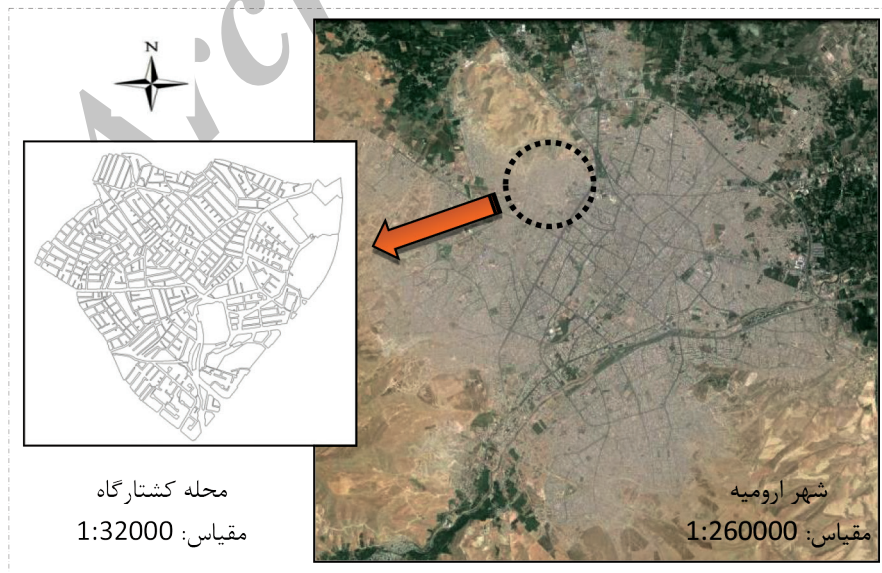 N
محله کشتارگاه
مقیاس: 1:32000
شهر ارومیه
مقیاس: 1:260000